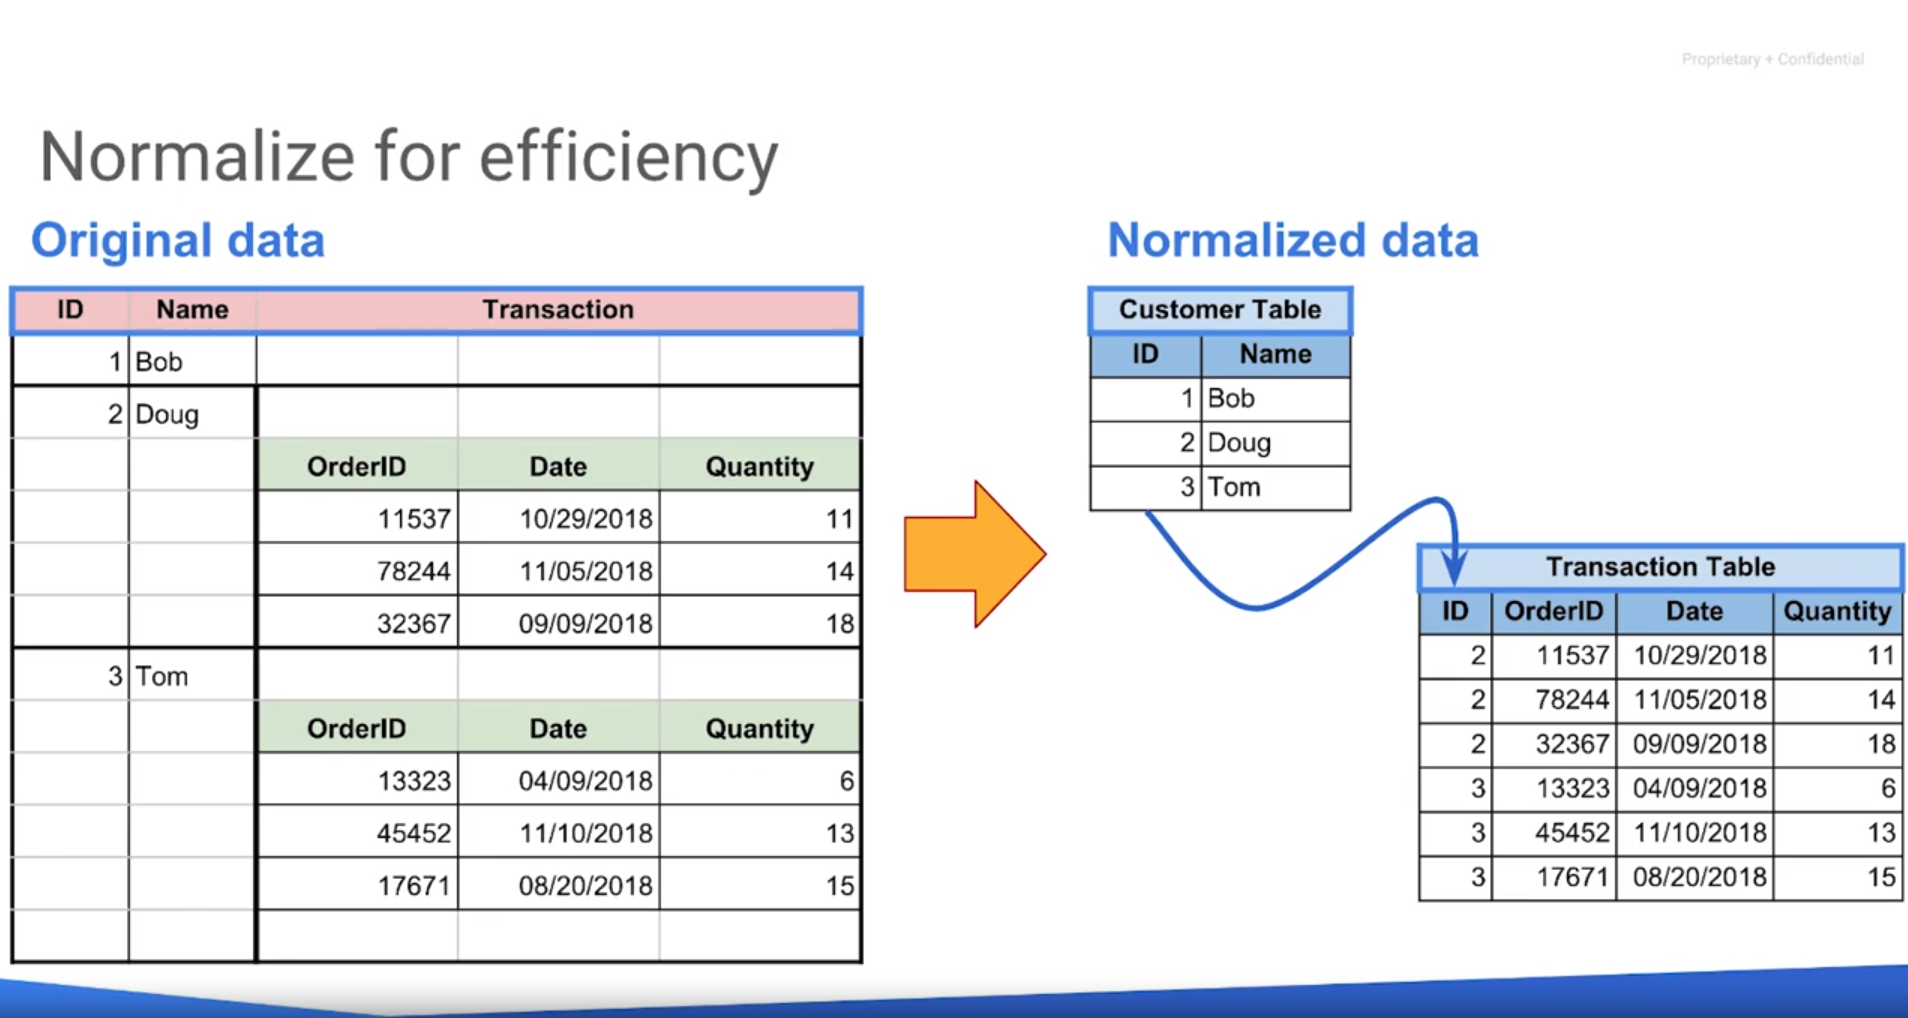 Proprietary + Confidential
Normalize for efficiency
Original data
ID Name Transaction
1 Bob
2 Doug
OrderID Date Quantity
11537 10/29/2018 11
78244 11/05/2018 14
32367 09/09/2018 18
3 Tom
OrderID Date Quantity
13323 04/09/2018 6
45452 11/10/2018 13
17671 08/20/2018 15
Normalized data
Customer Table
ID Name
1 Bob
2 Doug
3 Tom
Transaction Table
ID OrderID Date Quantity
2 11537 10/29/2018 11
2 78244 11/05/2018 14
2 32367 09/09/2018 18
3 13323 04/09/2018 6
3 45452 11/10/2018 13
3 17671 08/20/2018 15